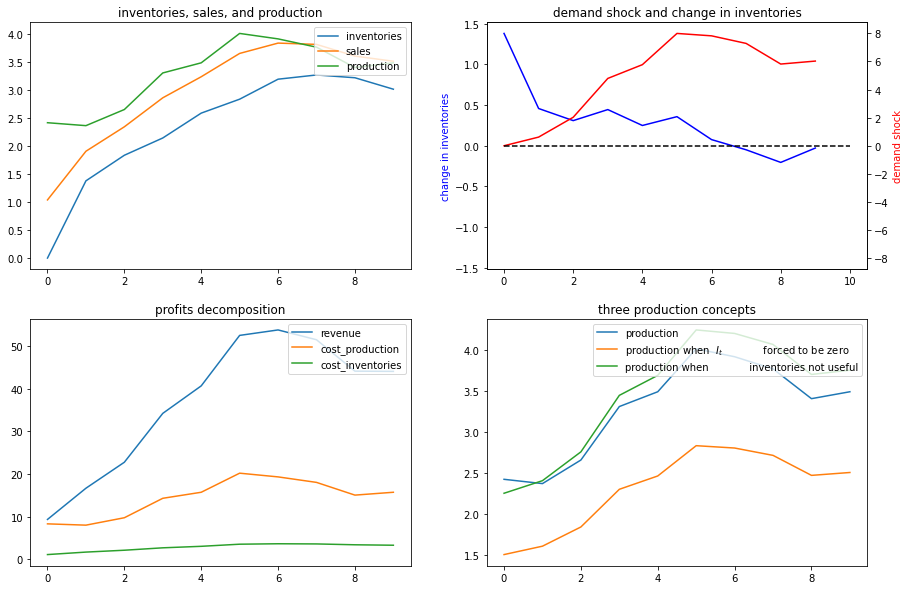 inventories, sales, and production
4.0
3.5
3.0
2.5
2.0
1.5
1.0
0.5
0.0
0 2 4 6 8
inventories
sales
production
demand shock and change in inventories
change in inventories
1.5
1.0
0.5
0.0
−0.5
−1.0
−1.5
0 2 4 6 8 10
8
6
4
2
0
−2
−4
−6
−8
demand shock
profits decomposition
50
40
30
20
10
0
0 2 4 6 8
revenue
cost_production
cost_inventories
three production concepts
4.0
3.5
3.0
2.5
2.0
1.5
0 2 4 6 8
production
production when I_t forced to be zero
production when inventories not useful